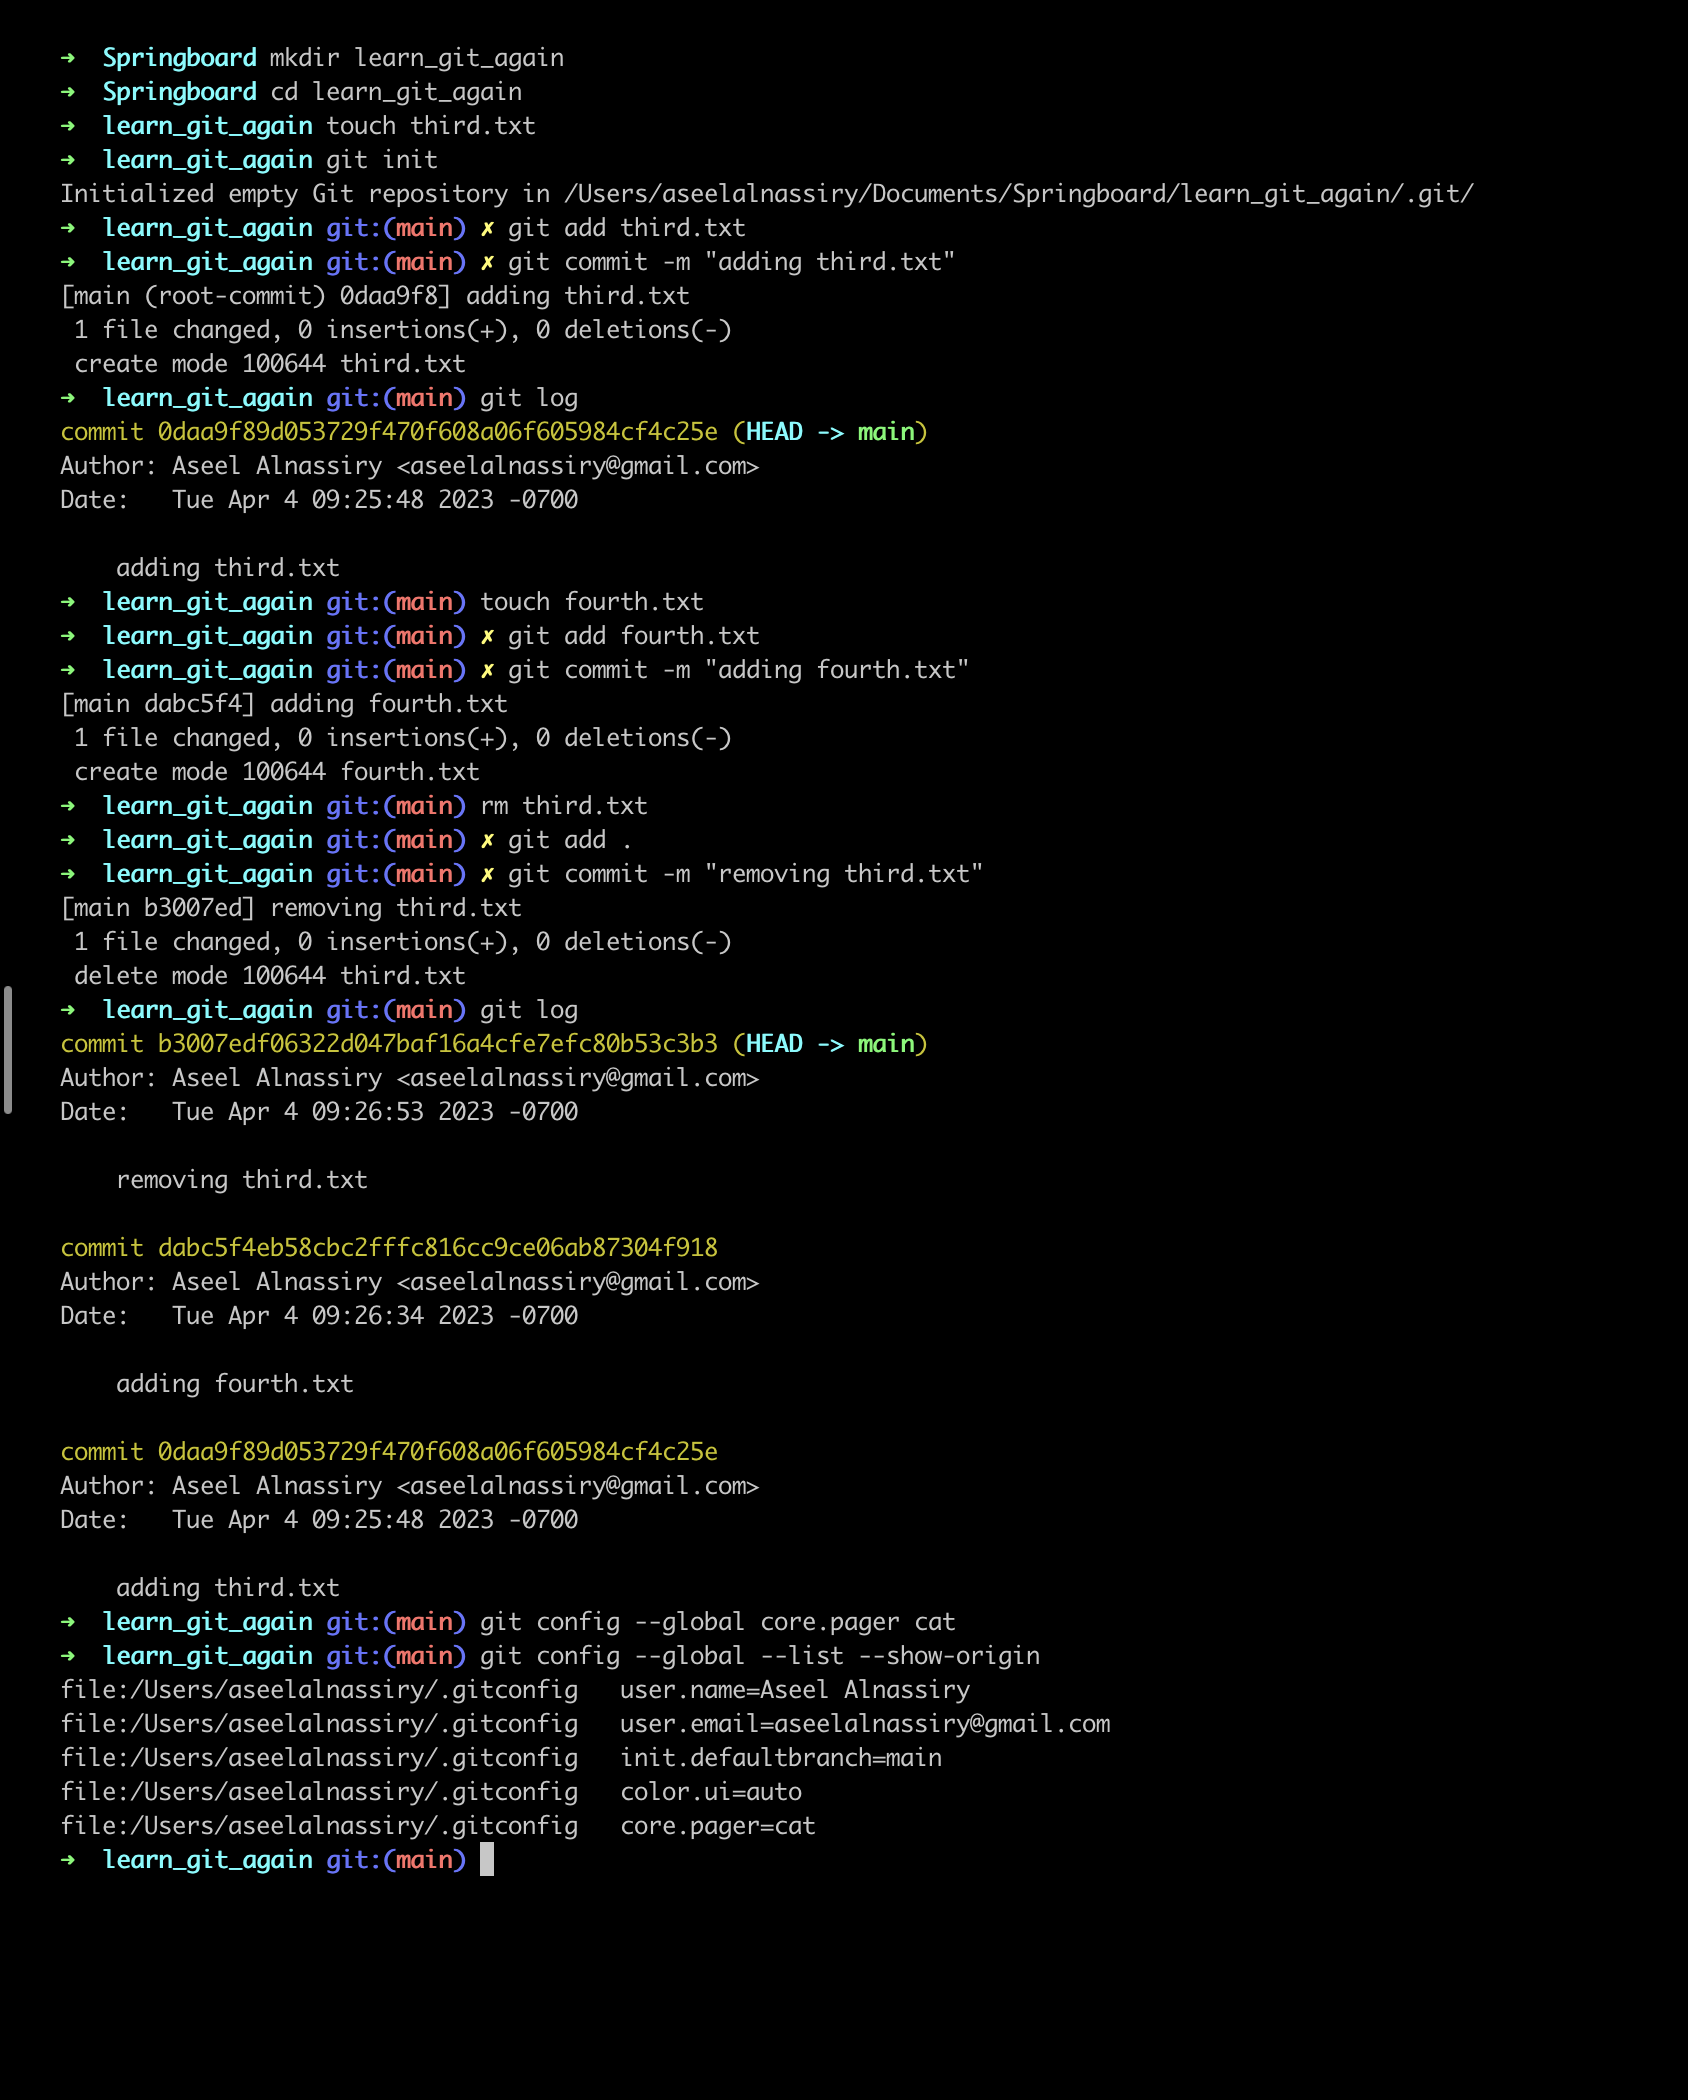 ➜  Springboard mkdir learn_git_again
➜  Springboard cd learn_git_again
➜  learn_git_again touch third.txt
➜  learn_git_again git init
Initialized empty Git repository in /Users/aseelalnassiry/Documents/Springboard/learn_git_again/.git/
➜  learn_git_again git:(main) ✗ git add third.txt
➜  learn_git_again git:(main) ✗ git commit -m "adding third.txt"
[main (root-commit) 0daa9f8] adding third.txt
 1 file changed, 0 insertions(+), 0 deletions(-)
 create mode 100644 third.txt
➜  learn_git_again git:(main) git log
commit 0daa9f89d053729f470f608a06f605984cf4c25e (HEAD -> main)
Author: Aseel Alnassiry <aseelalnassiry@gmail.com>
Date:   Tue Apr 4 09:25:48 2023 -0700

    adding third.txt
➜  learn_git_again git:(main) touch fourth.txt
➜  learn_git_again git:(main) ✗ git add fourth.txt
➜  learn_git_again git:(main) ✗ git commit -m "adding fourth.txt"
[main dabc5f4] adding fourth.txt
 1 file changed, 0 insertions(+), 0 deletions(-)
 create mode 100644 fourth.txt
➜  learn_git_again git:(main) rm third.txt
➜  learn_git_again git:(main) ✗ git add .
➜  learn_git_again git:(main) ✗ git commit -m "removing third.txt"
[main b3007ed] removing third.txt
 1 file changed, 0 insertions(+), 0 deletions(-)
 delete mode 100644 third.txt
➜  learn_git_again git:(main) git log
commit b3007edf06322d047baf16a4cfe7efc80b53c3b3 (HEAD -> main)
Author: Aseel Alnassiry <aseelalnassiry@gmail.com>
Date:   Tue Apr 4 09:26:53 2023 -0700

    removing third.txt

commit dabc5f4eb58cbc2fffc816cc9ce06ab87304f918
Author: Aseel Alnassiry <aseelalnassiry@gmail.com>
Date:   Tue Apr 4 09:26:34 2023 -0700

    adding fourth.txt

commit 0daa9f89d053729f470f608a06f605984cf4c25e
Author: Aseel Alnassiry <aseelalnassiry@gmail.com>
Date:   Tue Apr 4 09:25:48 2023 -0700

    adding third.txt
➜  learn_git_again git:(main) git config --global core.pager cat
➜  learn_git_again git:(main) git config --global --list --show-origin
file:/Users/aseelalnassiry/.gitconfig   user.name=Aseel Alnassiry
file:/Users/aseelalnassiry/.gitconfig   user.email=aseelalnassiry@gmail.com
file:/Users/aseelalnassiry/.gitconfig   init.defaultbranch=main
file:/Users/aseelalnassiry/.gitconfig   color.ui=auto
file:/Users/aseelalnassiry/.gitconfig   core.pager=cat
➜  learn_git_again git:(main)